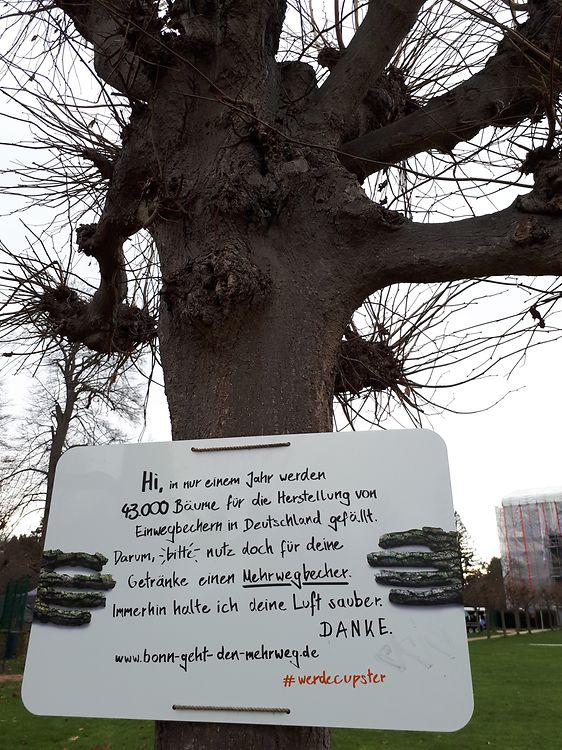 Hi, in nur einem Jahr werden
43.000 Bäume für die Herstellung von
Einwegbechern in Deutschland gefällt.
Darum, bitte nutz doch für deine
Getränke einen Mehrwegbecher.
Immerhin halte ich deine Luft sauber.
DANKE.
www.bonn-geht-den-mehrweg.de
#werdecupster